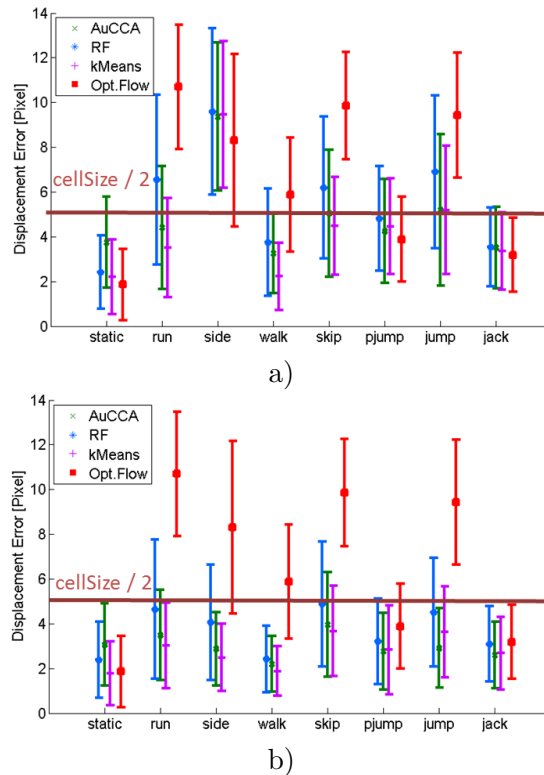 14
12
10
8
6
4
2
0
Displacement Error [Pixel]
AuCCA
RF
kMeans
Opt.Flow
cellSize / 2
static run side walk skip pjump jump jack
a)
14
12
10
8
6
4
2
0
Displacement Error [Pixel]
AuCCA
RF
kMeans
Opt.Flow
cellSize / 2
static run side walk skip pjump jump jack
b)